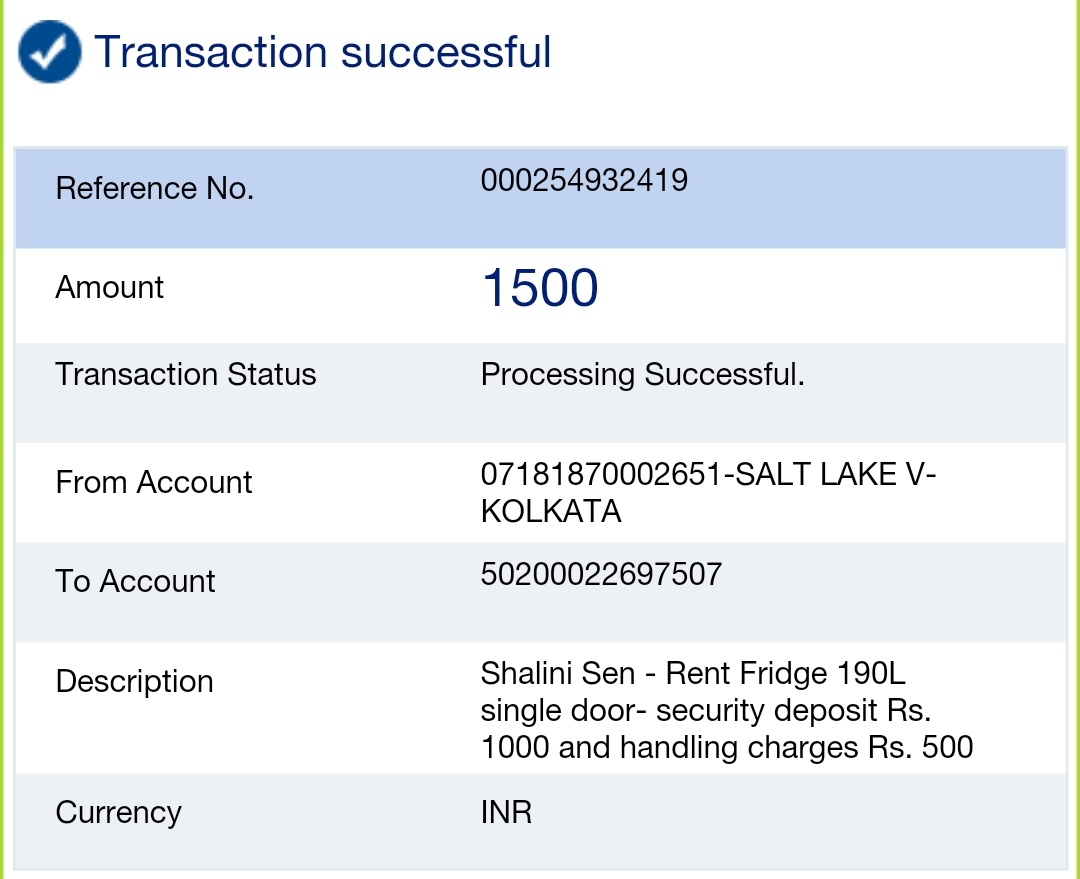 Transaction successful
Reference No. 000254932419
Amount 1500
Transaction Status Processing Successful.
From Account 07181870002651-SALT LAKE V-
KOLKATA
To Account 50200022697507
Description Shalini Sen - Rent Fridge 190L
single door- security deposit Rs.
1000 and handling charges Rs. 500
Currency INR